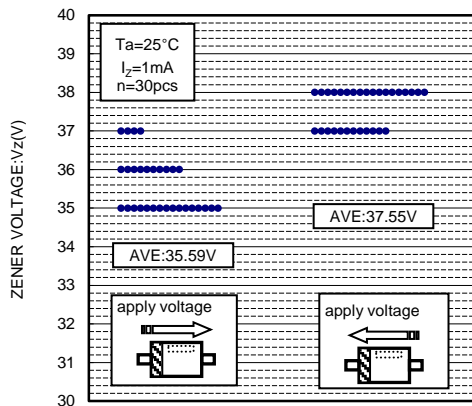 ZENER VOLTAGE:Vz(V)
40
39
38
37
36
35
34
33
32
31
30
Ta=25°C
IZ=1mA
n=30pcs
AVE:35.59V
AVE:37.55V
apply voltage
apply voltage